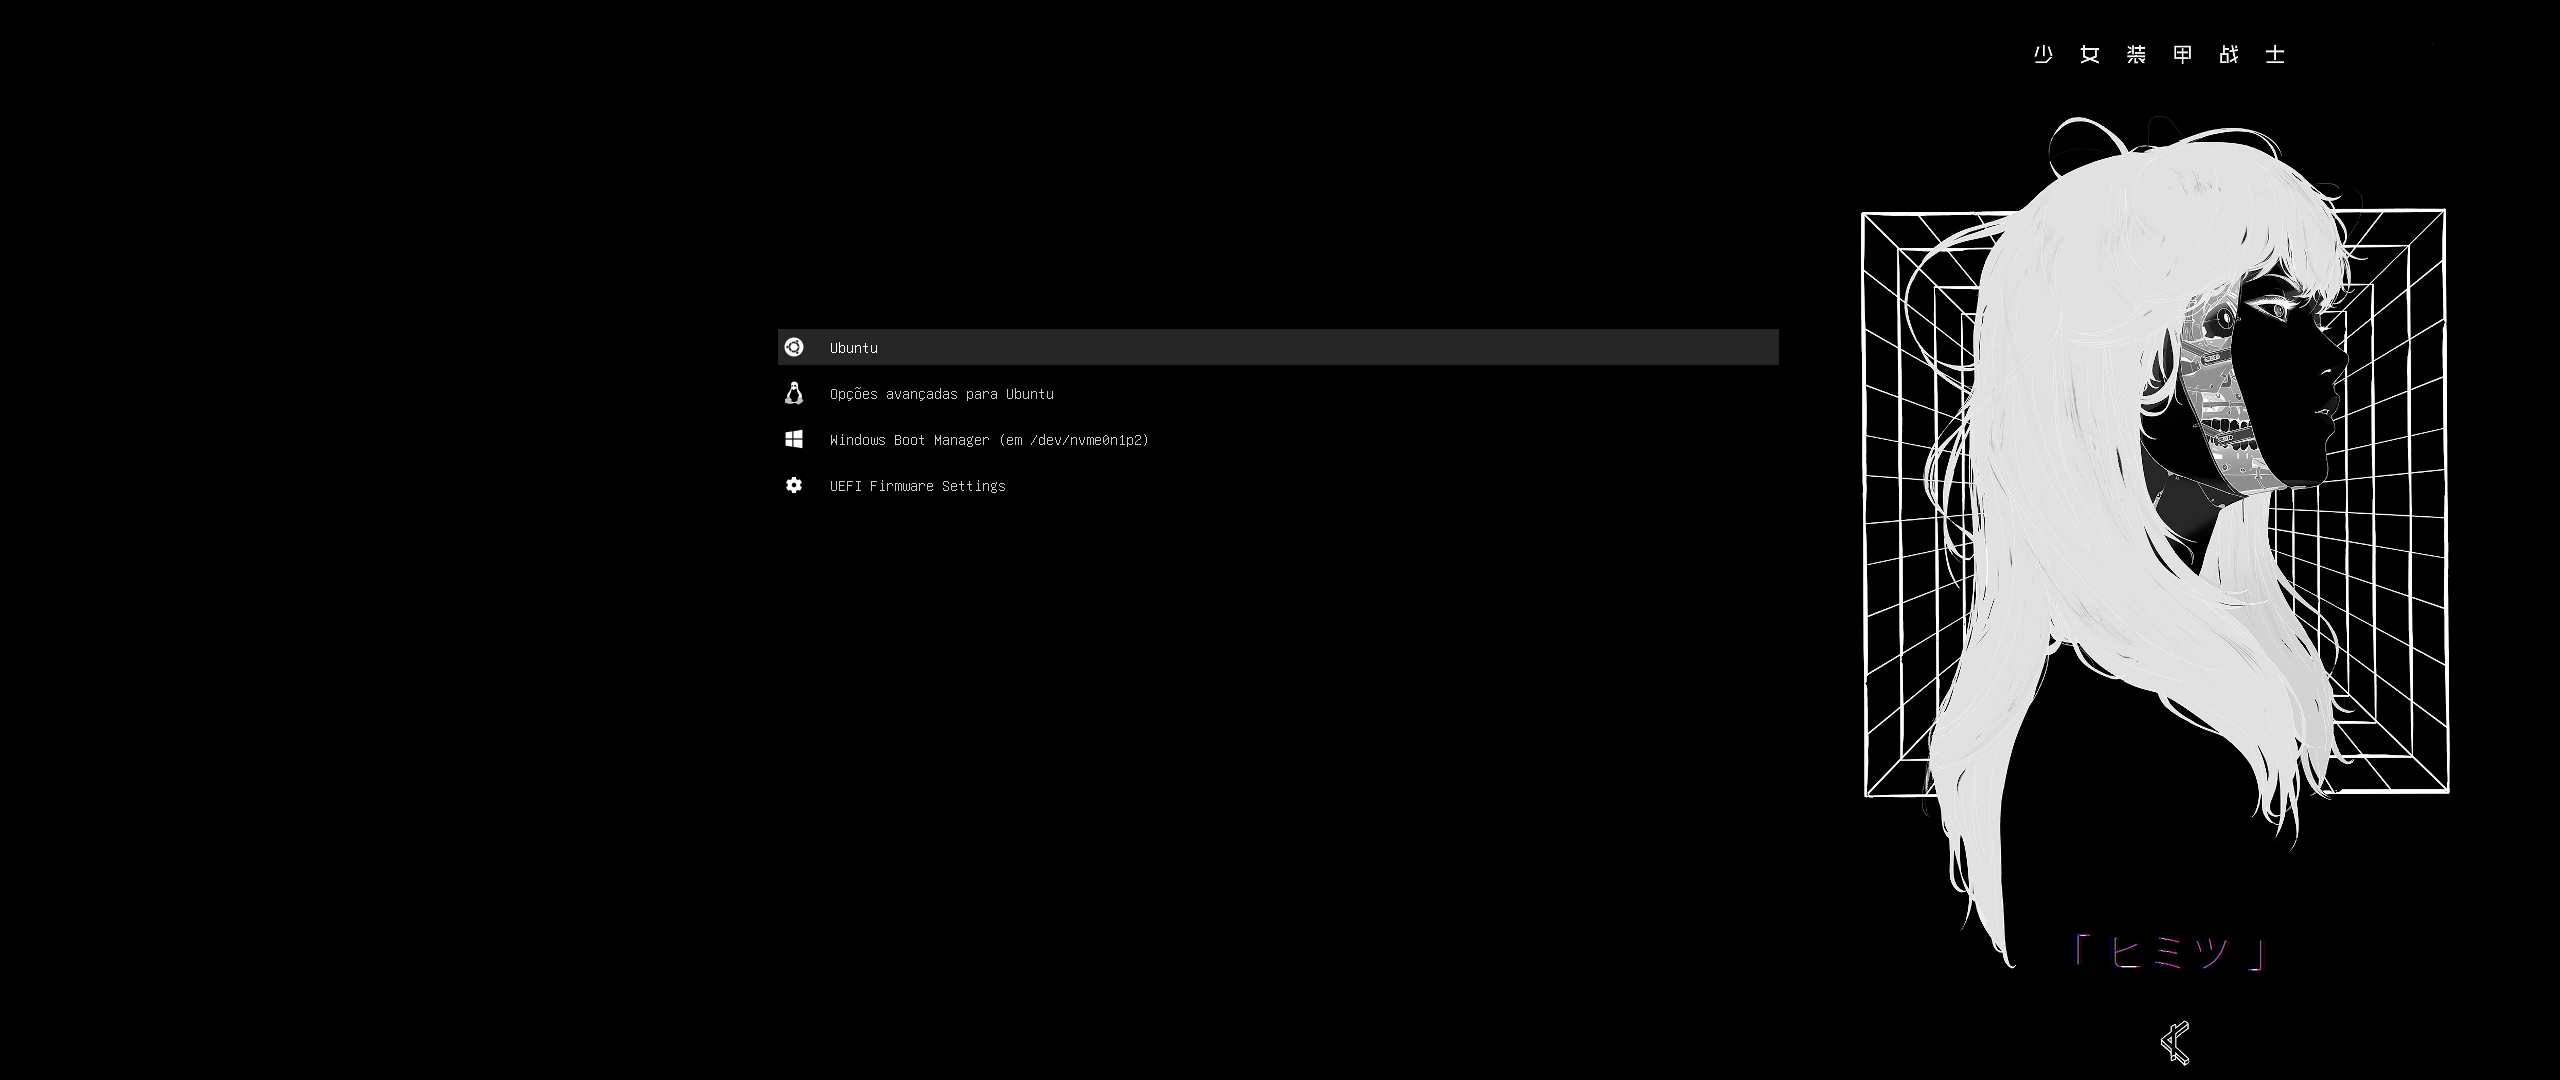 少女装甲战士
Ubuntu
Opções avançadas para Ubuntu
Windows Boot Manager (em /dev/nvme0n1p2)
UEFI Firmware Settings
「ヒミツ」